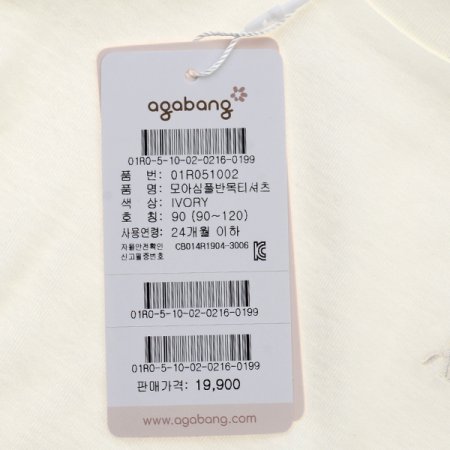 agabang
01R0-5-10-02-0216-0199
품 번: 01R051002
품 명: 모아심풀반목티셔츠
색 상: IVORY
호 칭: 90 (90~120)
사용연령: 24개월 이하
자율안전확인 CB014R1904-3006
신고필증번호
01R0-5-10-02-0216-0199
01R0-5-10-02-0216-0199
판매가격: 19,900
www.agabang.com